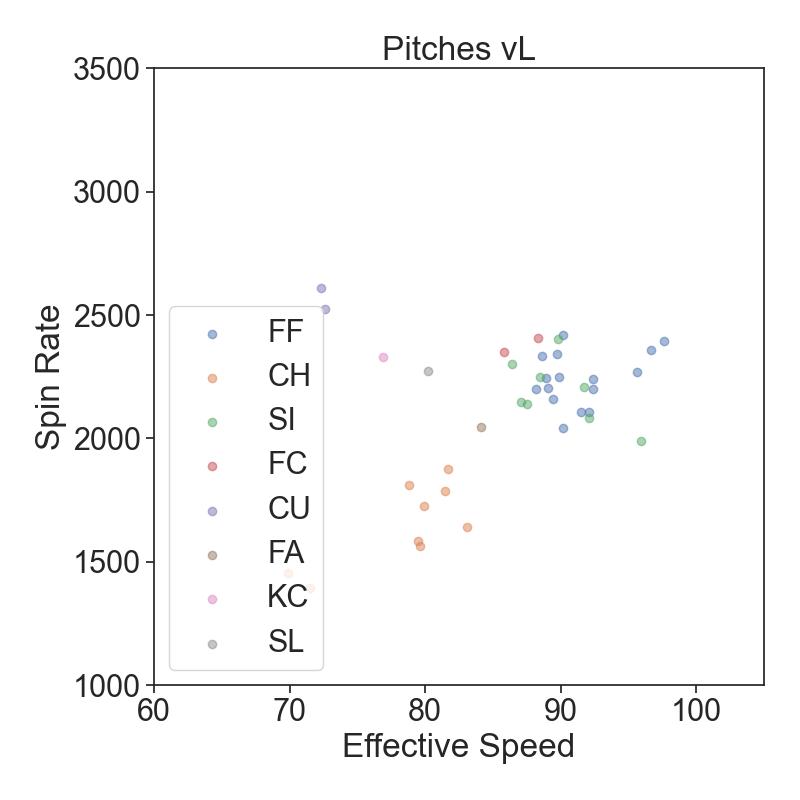 Pitches vL
3500
3000
2500
2000
1500
1000
Spin Rate
FF
CH
SI
FC
CU
FA
KC
SL
60 70 80 90 100
Effective Speed